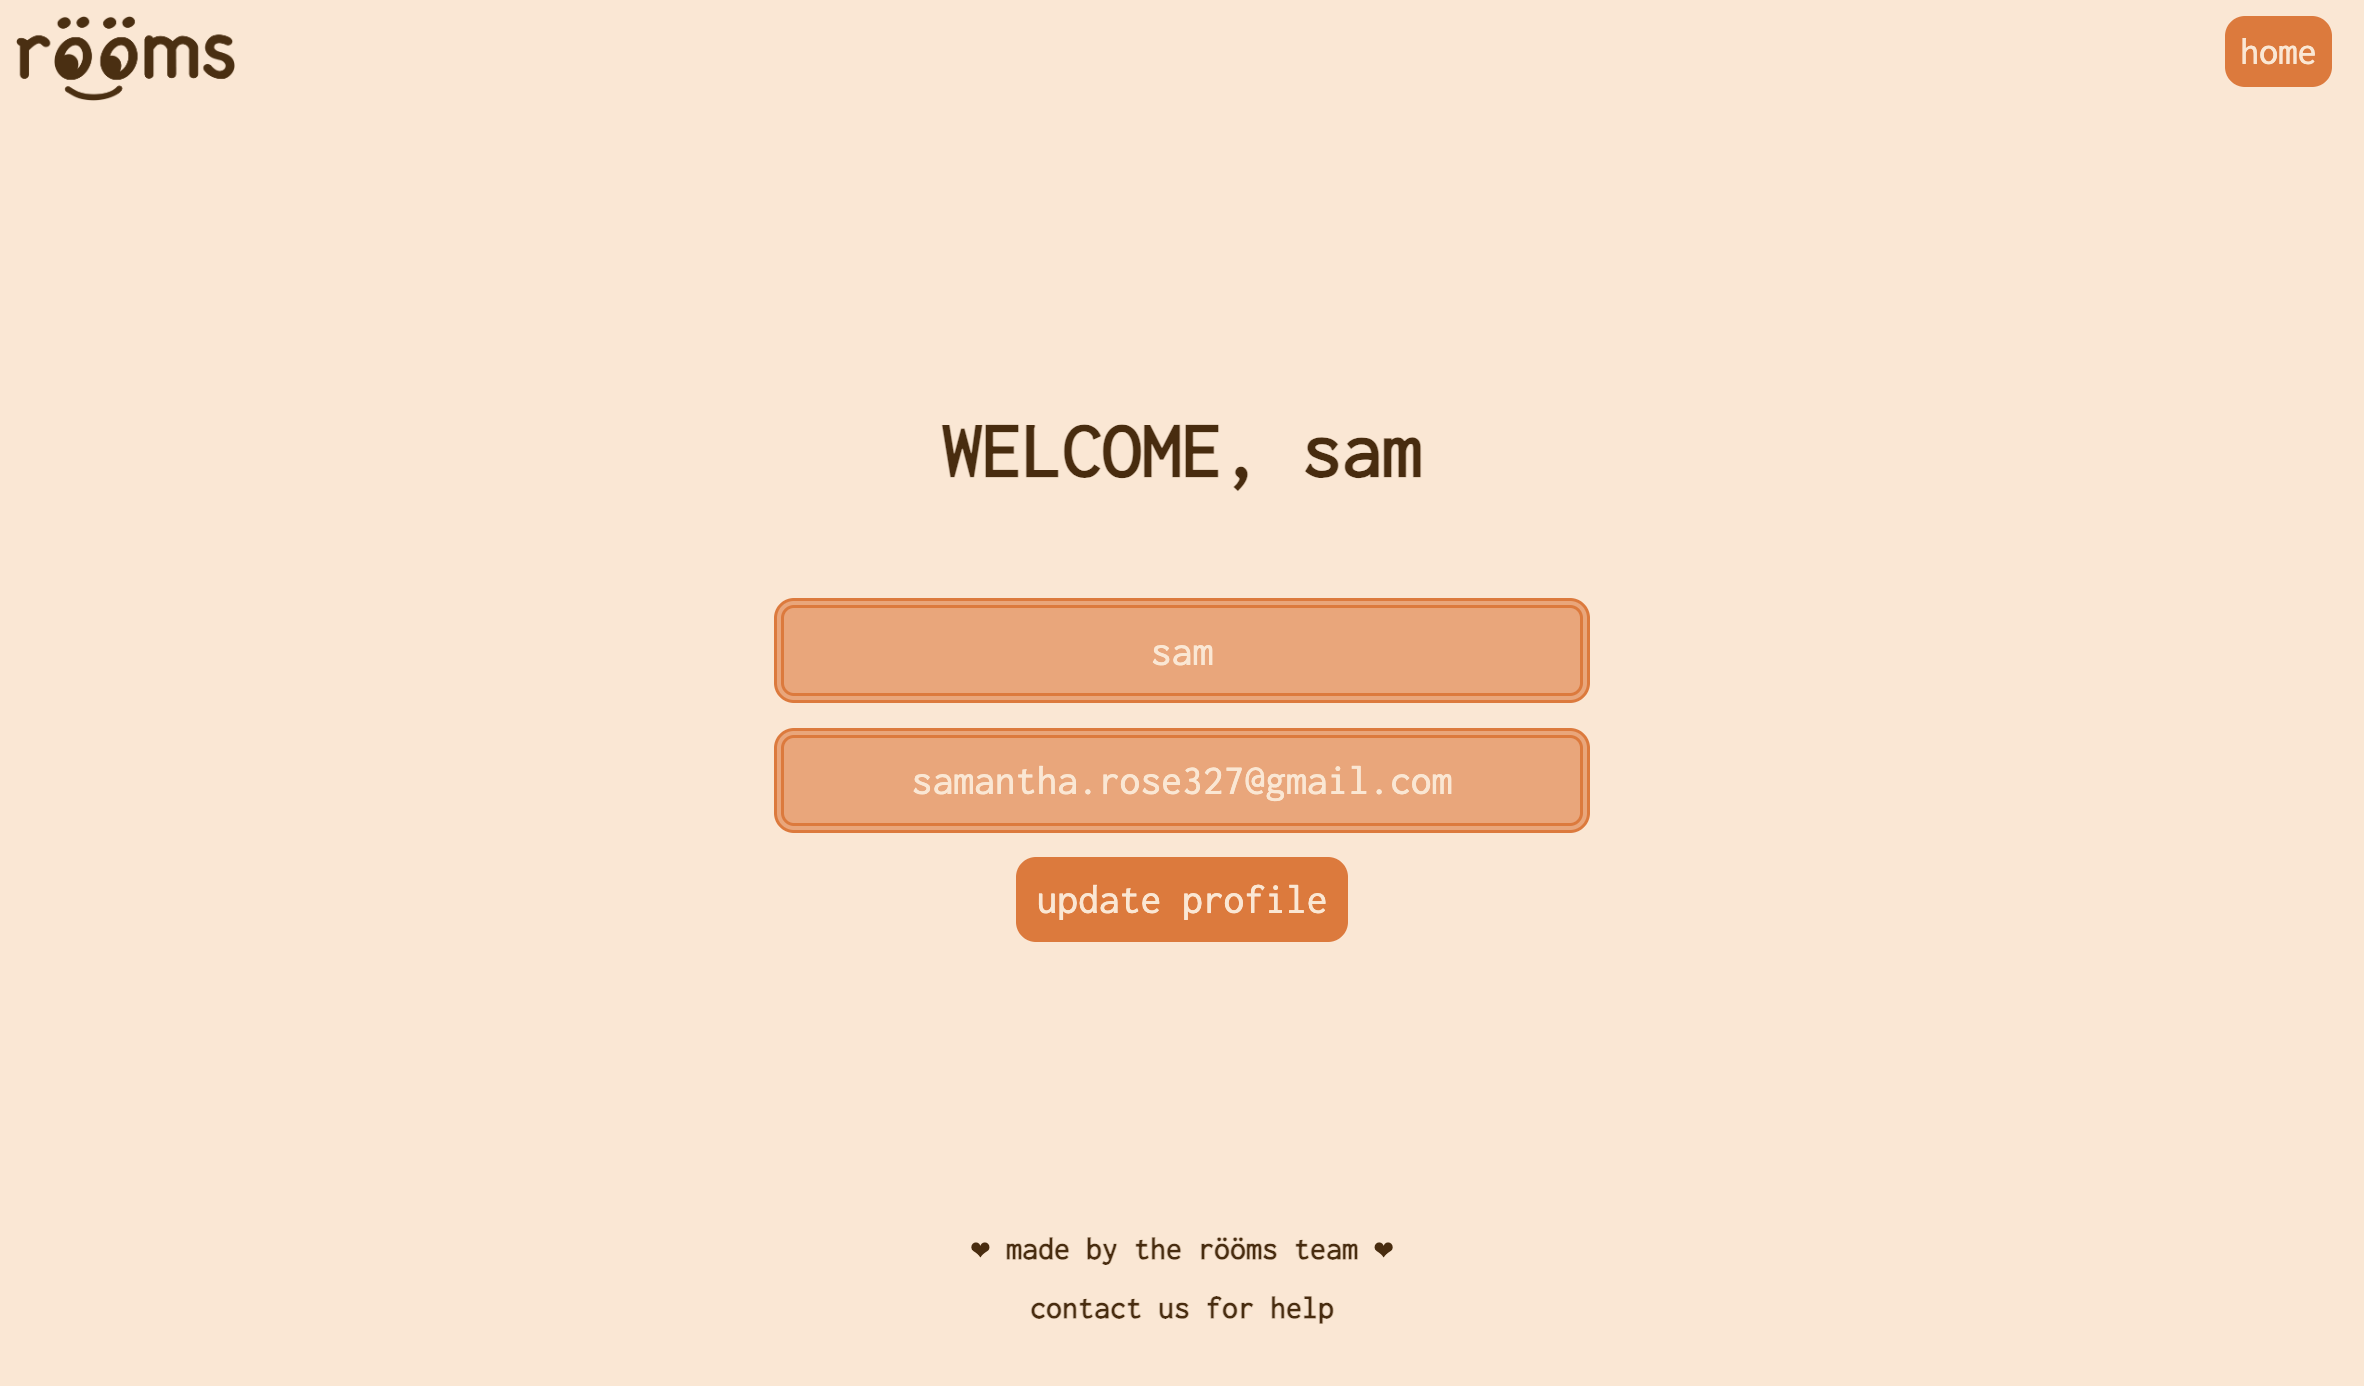 rööms
home
WELCOME, sam
sam
samantha.rose327@gmail.com
update profile
❤ made by the rööms team ❤
contact us for help